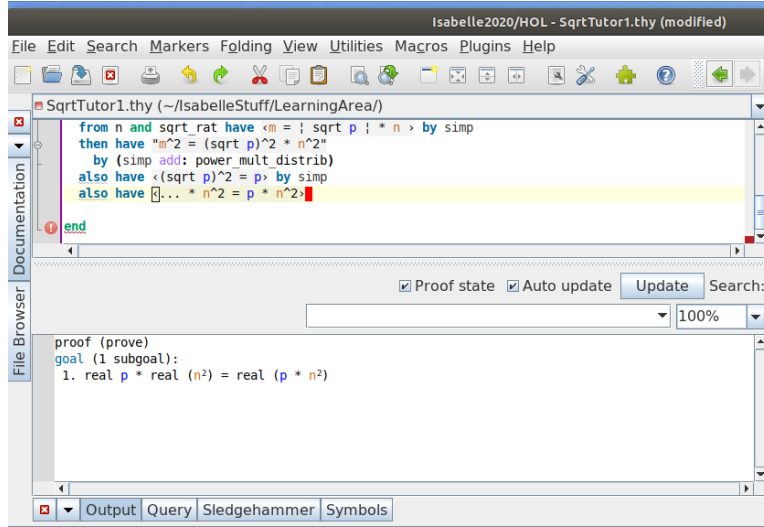 Isabelle2020/HOL - SqrtTutor1.thy (modified)
File Edit Search Markers Folding View Utilities Macros Plugins Help
SqrtTutor1.thy (~/IsabelleStuff/LearningArea/)
from n and sqrt_rat have ‹m = ¦ sqrt p ¦ * n › by simp
then have "m^2 = (sqrt p)^2 * n^2"
by (simp add: power_mult_distrib)
also have ‹(sqrt p)^2 = p› by simp
also have ‹... * n^2 = p * n^2›
end
Documentation
File Browser
Proof state Auto update Update Search:
100%
proof (prove)
goal (1 subgoal):
1. real p * real (n²) = real (p * n²)
Output Query Sledgehammer Symbols